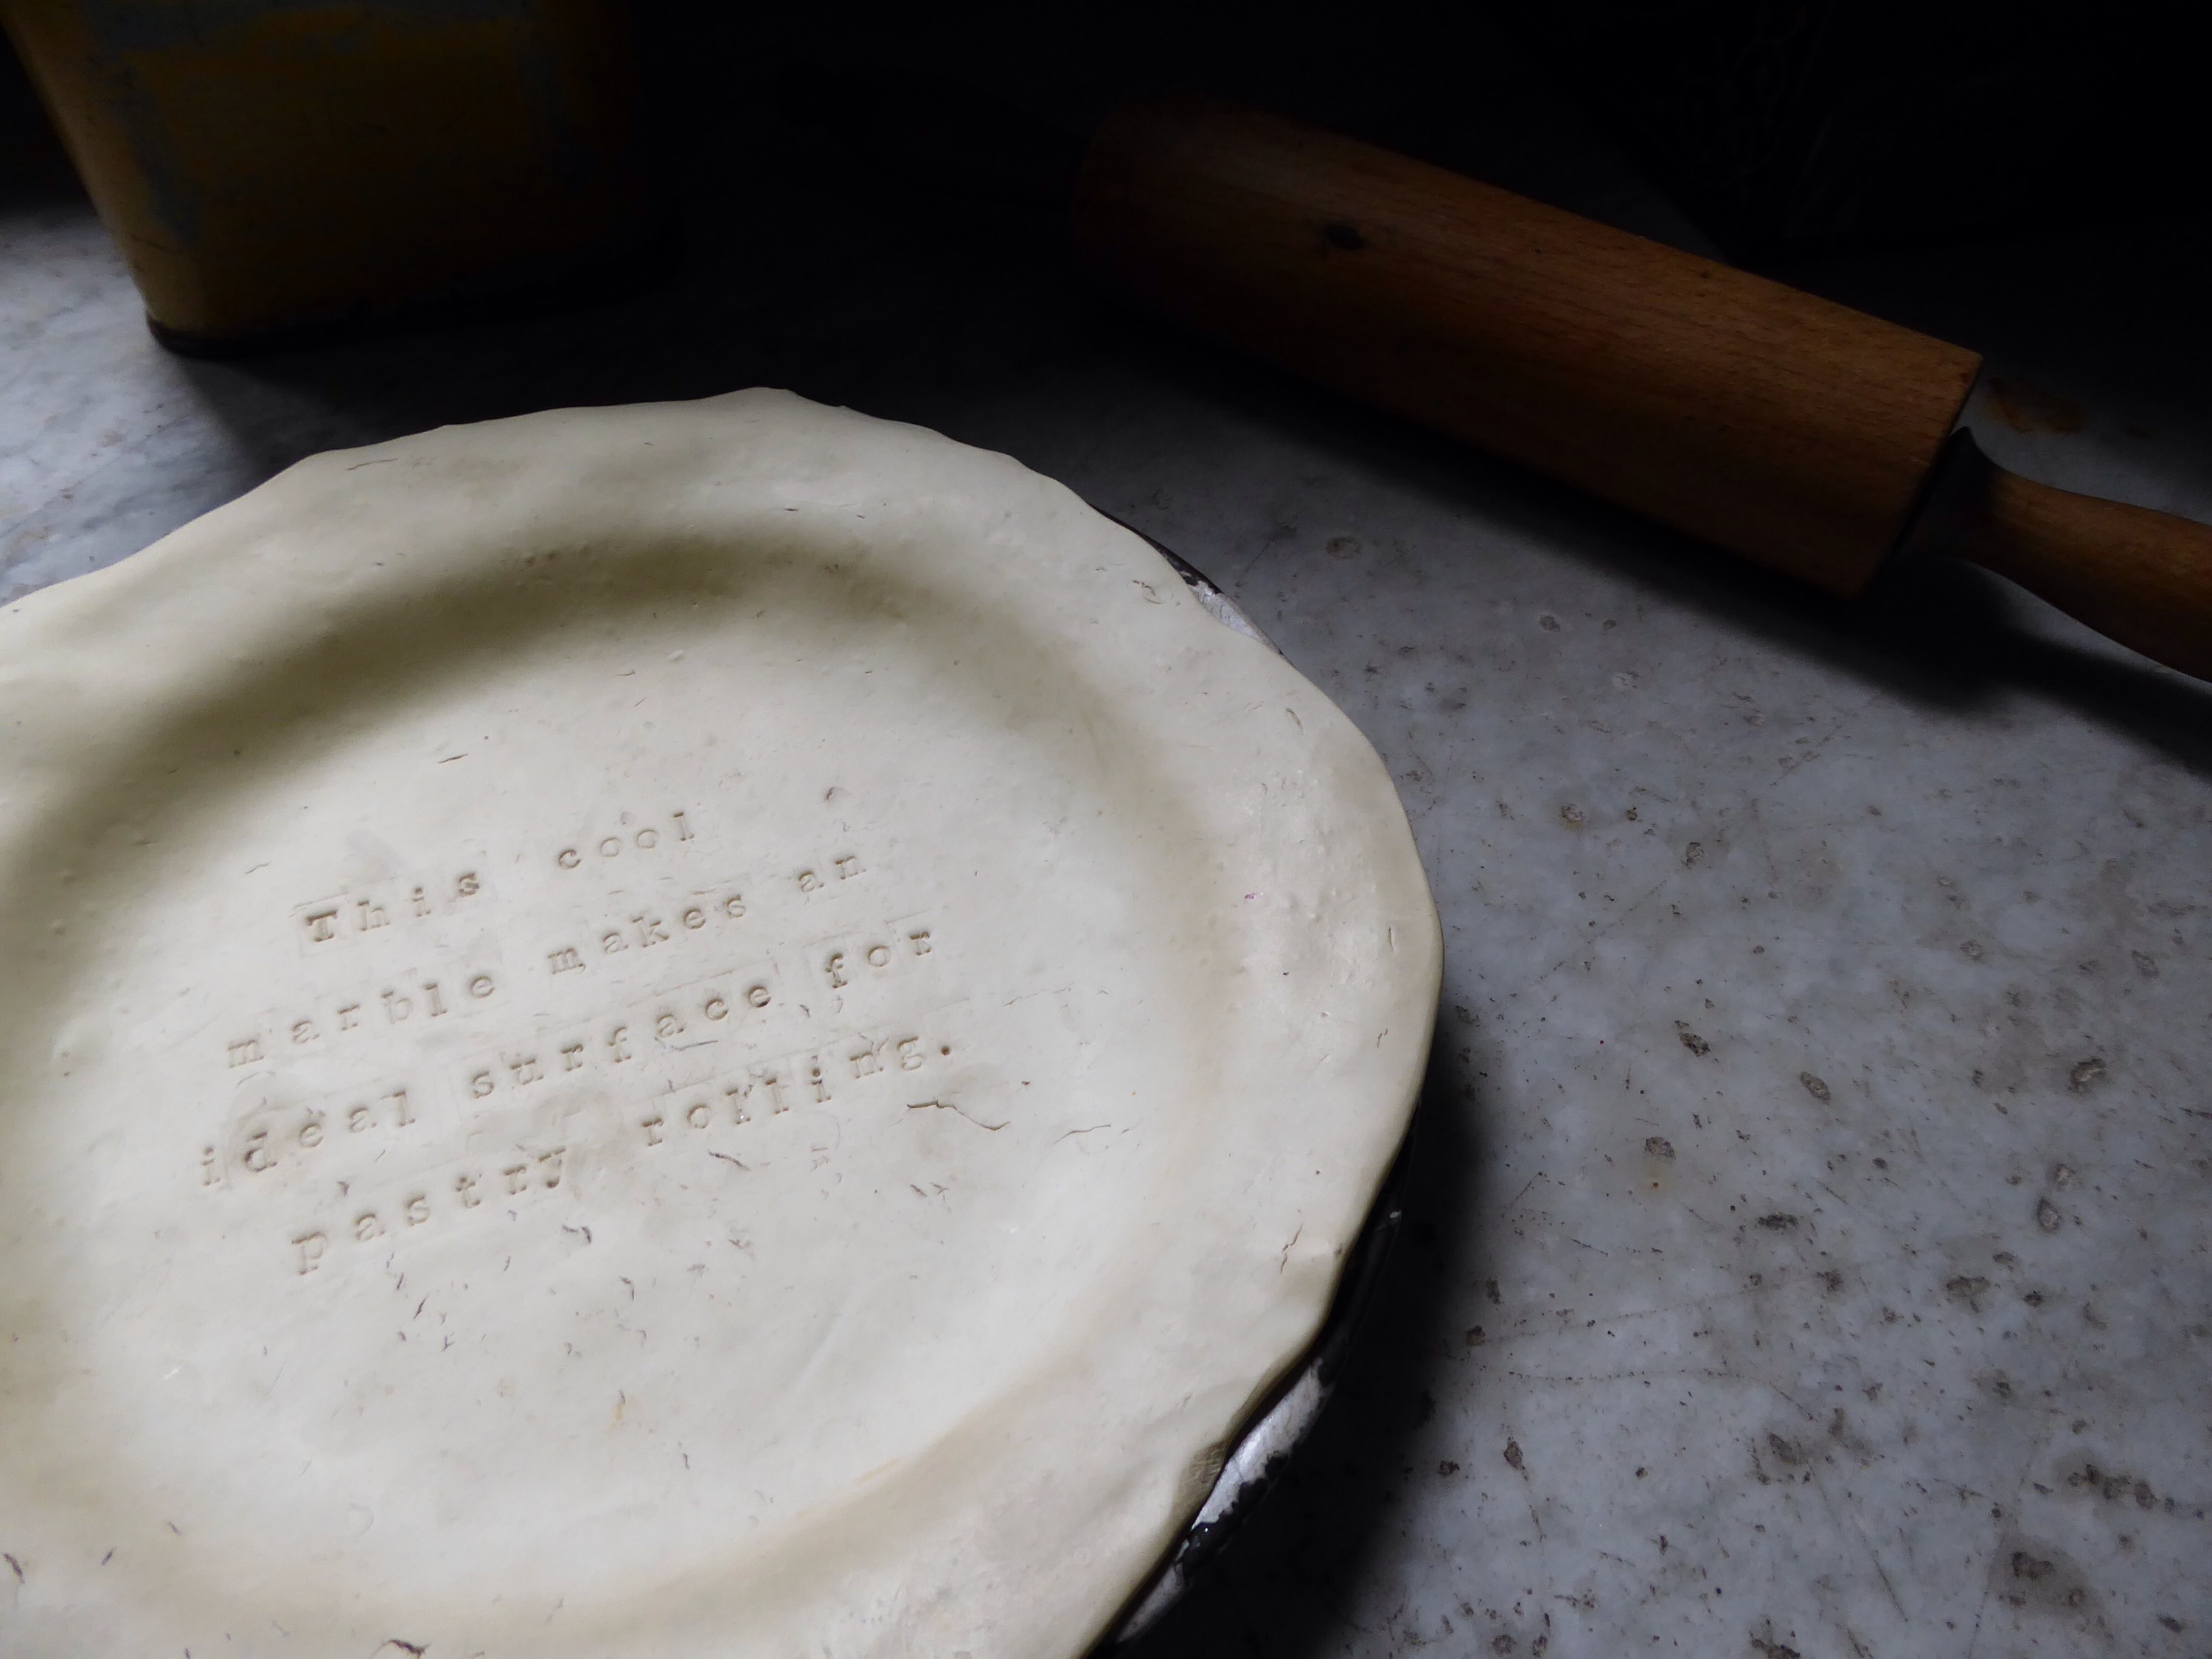 This cool
marble makes an
ideal surface for
pastry rolling.